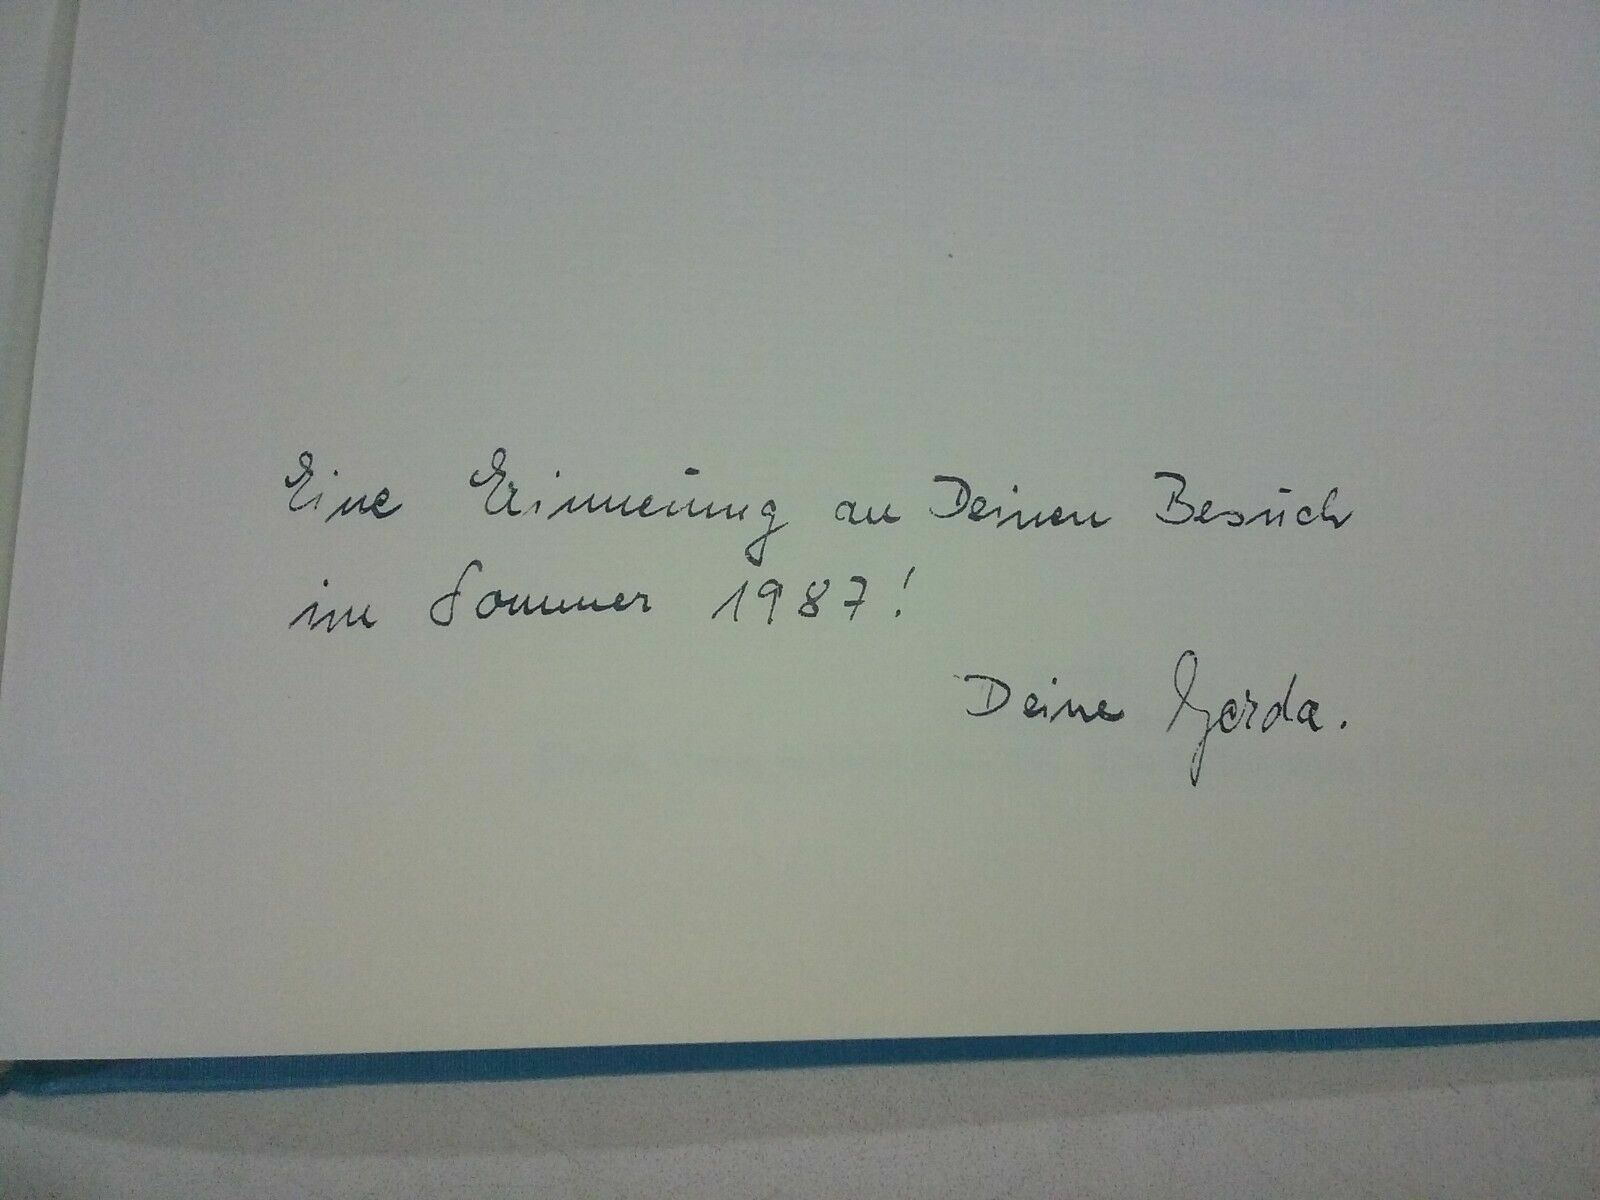 Eine Erinnerung an Deinen Besuch
im Sommer 1987!
Deine Gerda.